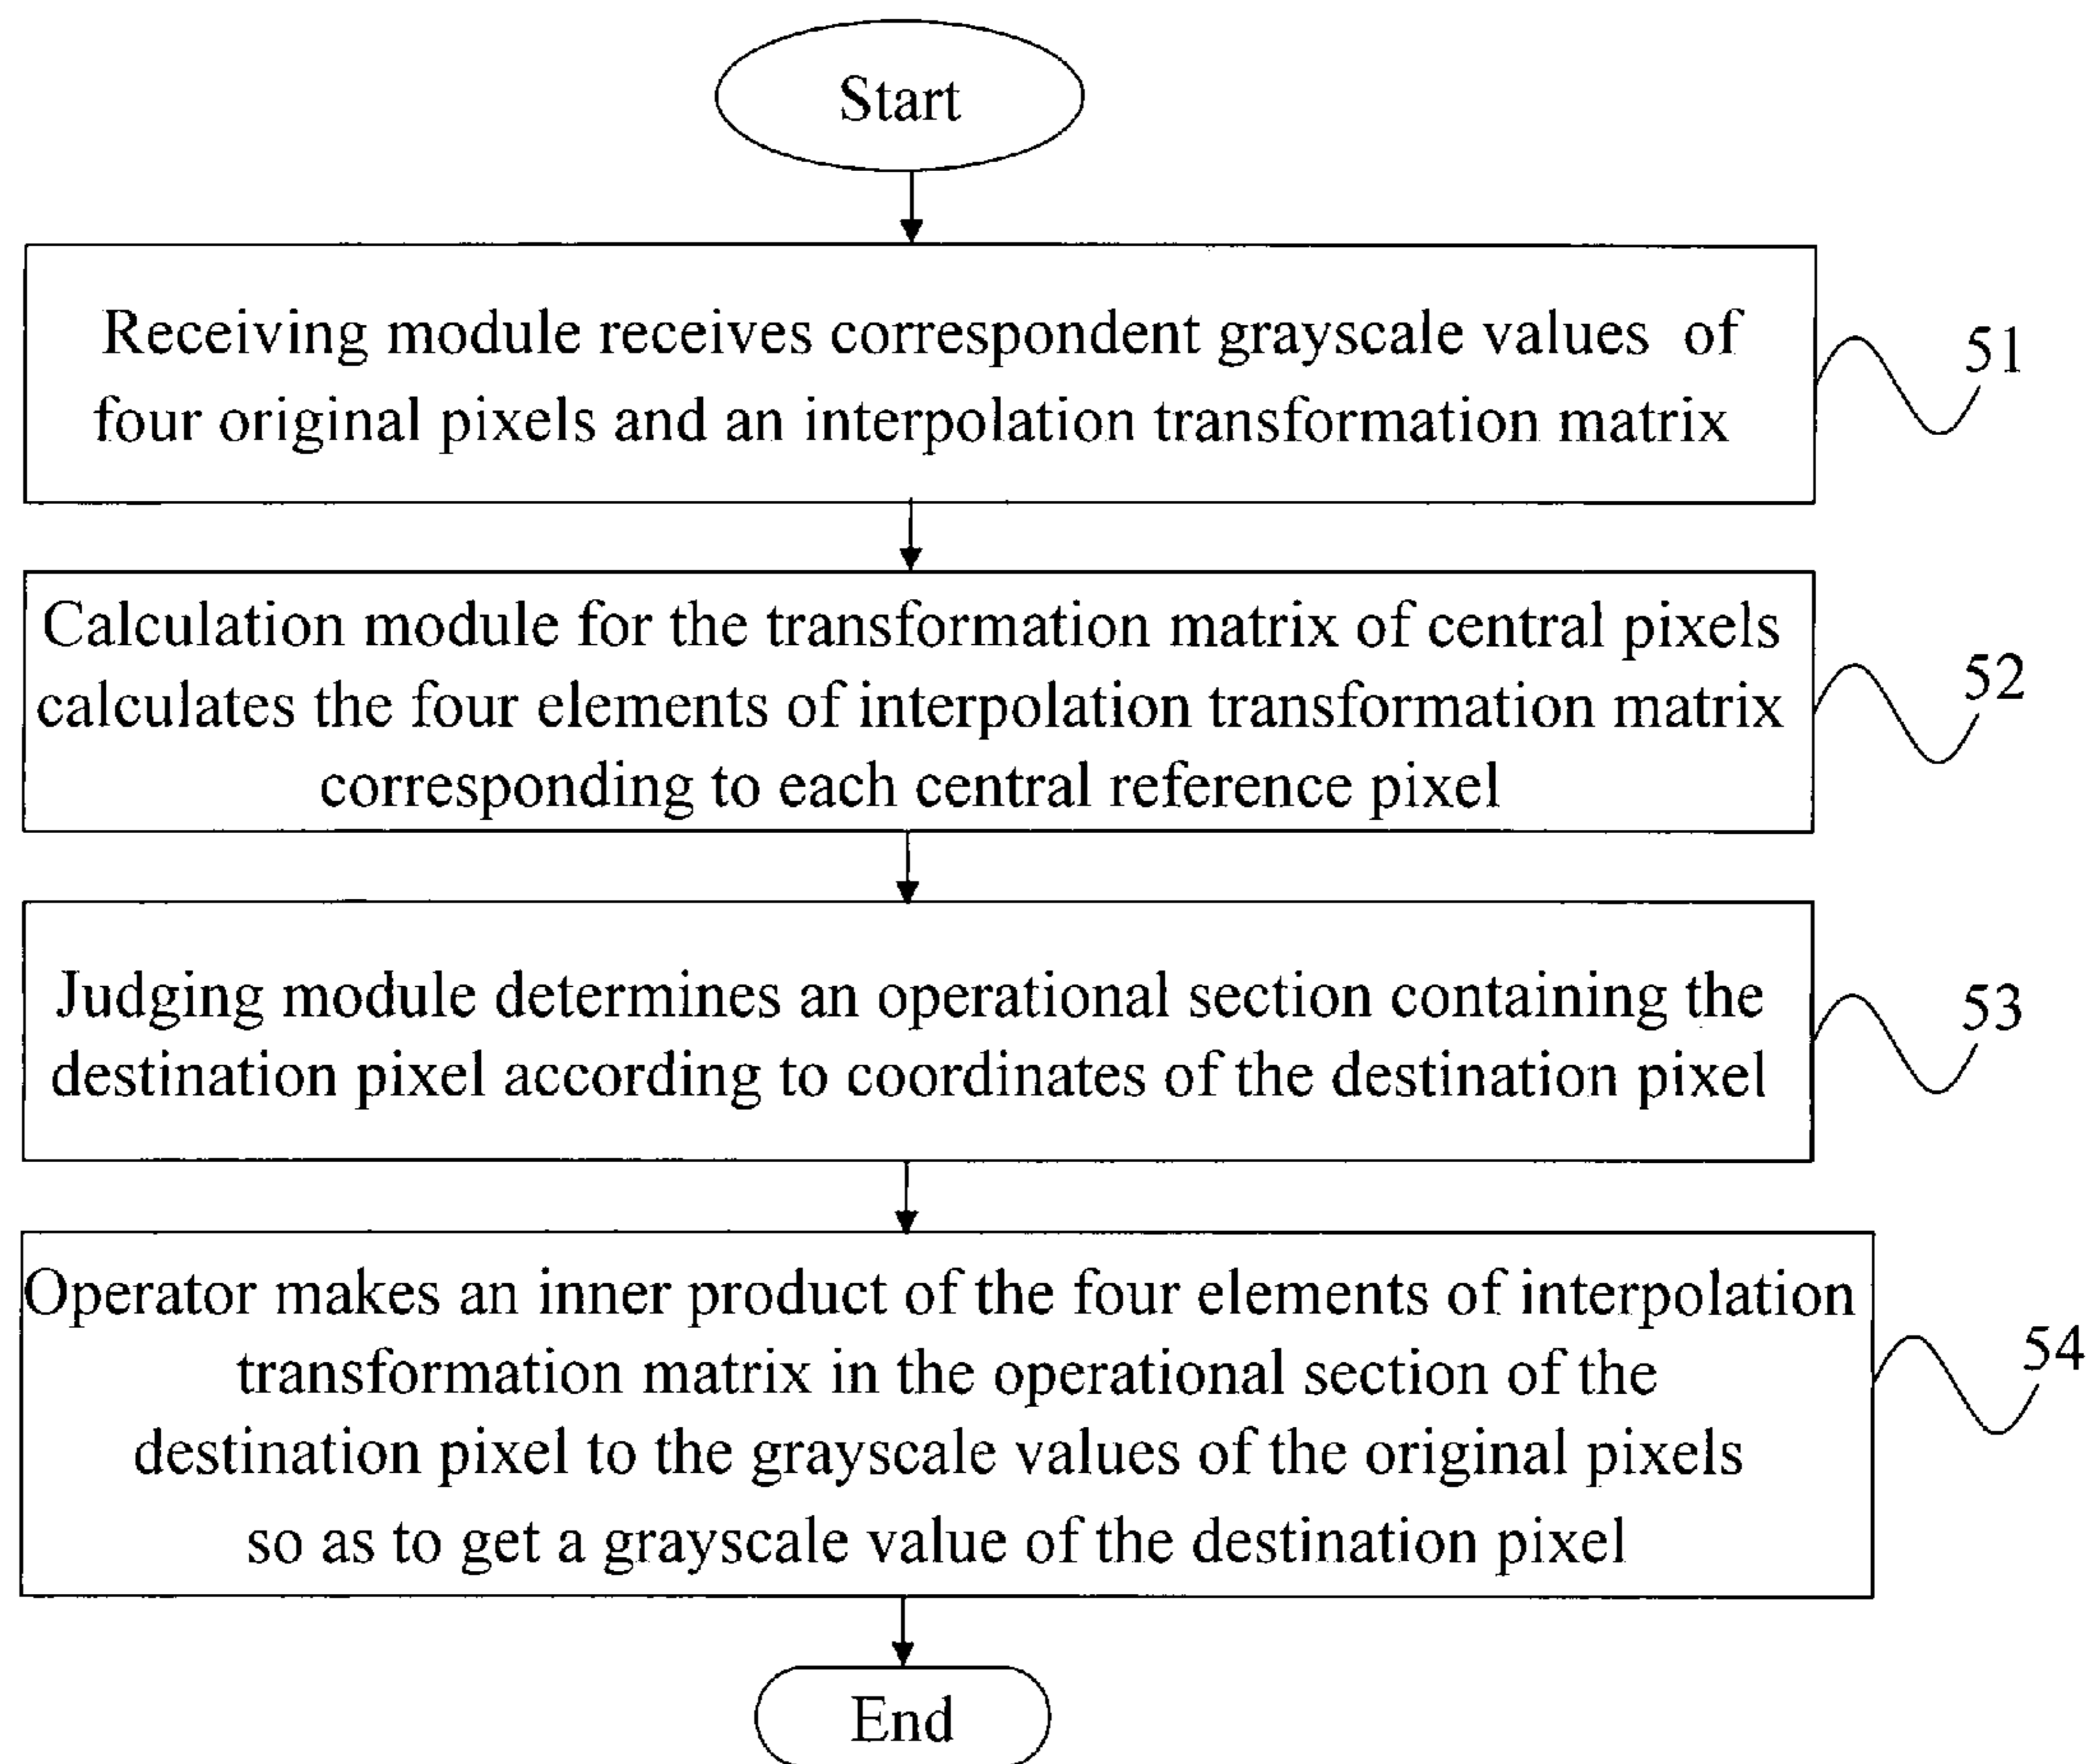 Start
Receiving module receives correspondent grayscale values of
four original pixels and an interpolation transformation matrix
51
Calculation module for the transformation matrix of central pixels
calculates the four elements of interpolation transformation matrix
corresponding to each central reference pixel
52
Judging module determines an operational section containing the
destination pixel according to coordinates of the destination pixel
53
Operator makes an inner product of the four elements of interpolation
transformation matrix in the operational section of the
destination pixel to the grayscale values of the original pixels
so as to get a grayscale value of the destination pixel
54
End